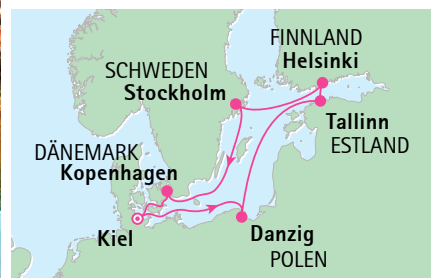 FINNLAND
Helsinki
SCHWEDEN
Stockholm
Tallinn
ESTLAND
DÄNEMARK
Kopenhagen
Kiel
Danzig
POLEN